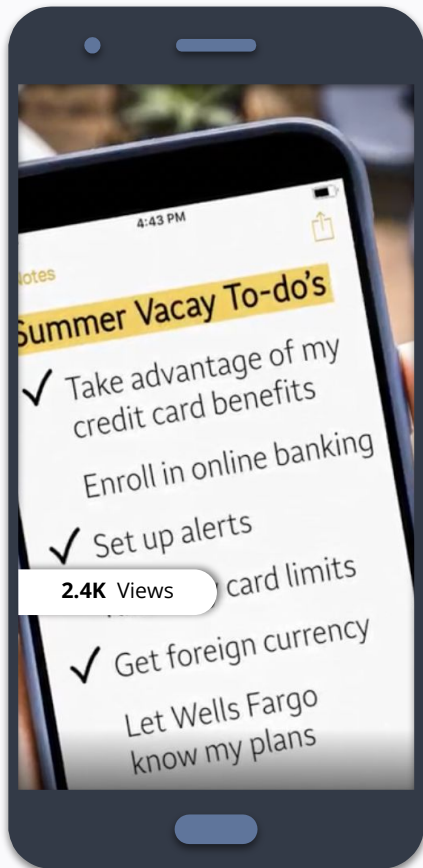 4:43 PM
Notes
Summer Vacay To-do's
✓ Take advantage of my
credit card benefits
Enroll in online banking
✓ Set up alerts
2.4K Views
card limits
✓ Get foreign currency
Let Wells Fargo
know my plans